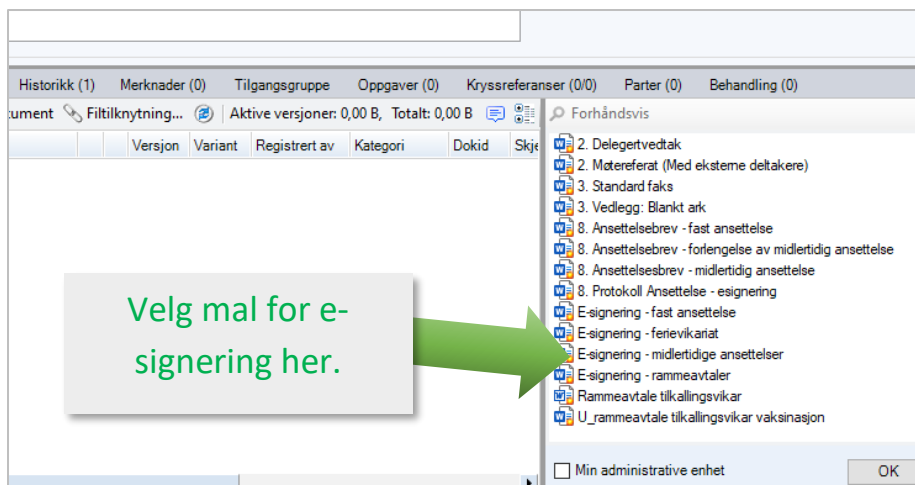 Historikk (1) Merknader (0) Tilgangsgruppe Oppgaver (0) Kryssreferanser (0/0) Parter (0) Behandling (0)
ument Filtilknytning... Aktive versjoner: 0,00 B, Totalt: 0,00 B
Versjon Variant Registrert av Kategori Dokid Skje
Forhåndsvis
2. Delegertvedtak
2. Møtereferat (Med eksterne deltakere)
3. Standard faks
3. Vedlegg: Blankt ark
8. Ansettelsebrev - fast ansettelse
8. Ansettelsebrev - forlengelse av midlertidig ansettelse
8. Ansettelsesbrev - midlertidig ansettelse
8. Protokoll Ansettelse - esignering
E-signering - fast ansettelse
E-signering - ferievikariat
E-signering - midlertidige ansettelser
E-signering - rammeavtaler
Rammeavtale tilkallingsvikar
U_rammeavtale tilkallingsvikar vaksinasjon
Velg mal for e-
signering her.
Min administrative enhet OK